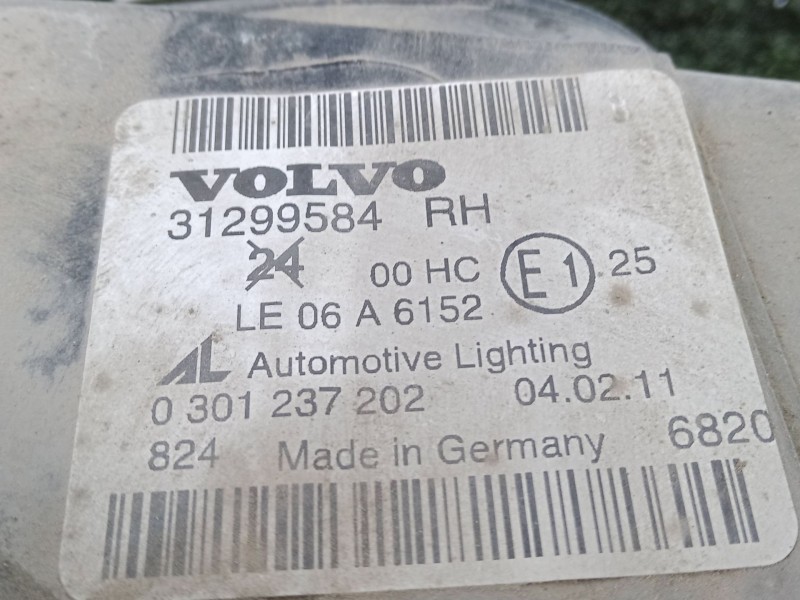 VOLVO
31299584 RH
24 00 HC E1 .25
LE 06 A 6152
AL Automotive Lighting
0 301 237 202 04.02.11
824 Made in Germany 6820